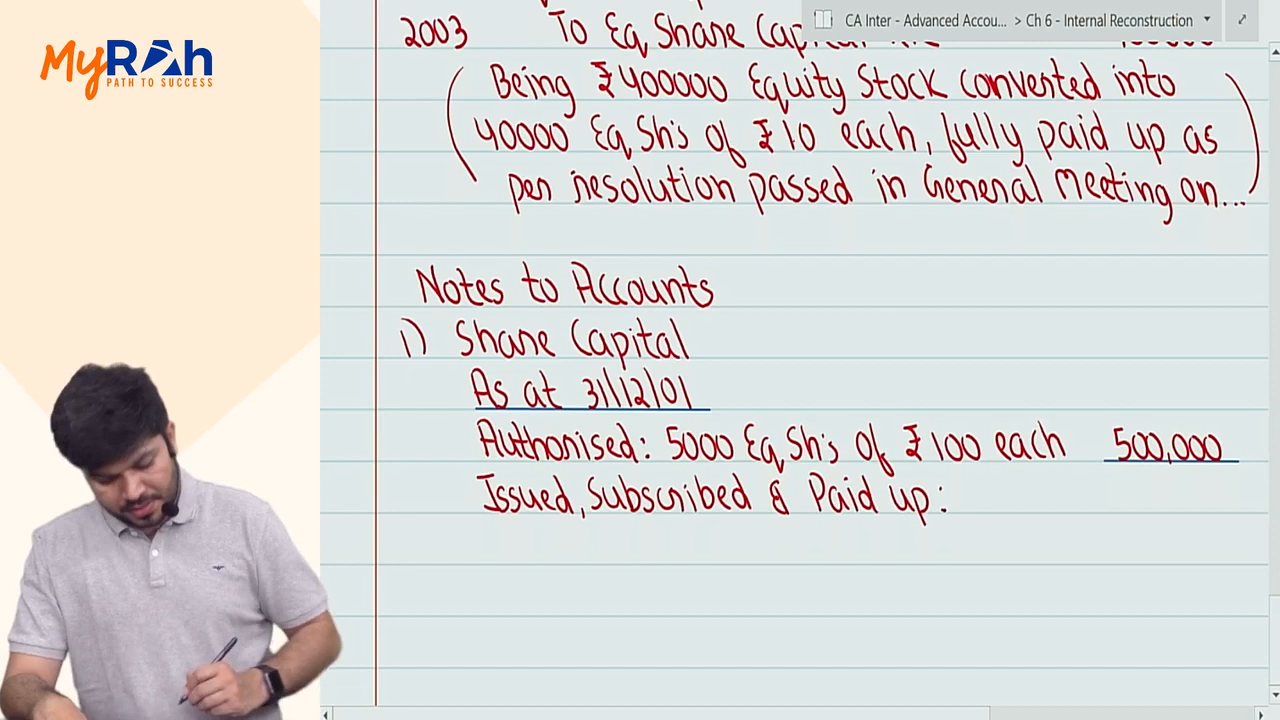 MyRAh
PATH TO SUCCESS
CA Inter - Advanced Accou... > Ch 6 - Internal Reconstruction
2003 To Eq Share Capital
Being ₹400000 Equity Stock converted into
40000 Eq Sh's of ₹10 each, fully paid up as
per resolution passed in General Meeting on...
Notes to Accounts
1) Share Capital
As at 31/12/01
Authorised: 5000 Eq Sh's of ₹100 each 500,000
Issued, Subscribed & Paid up: